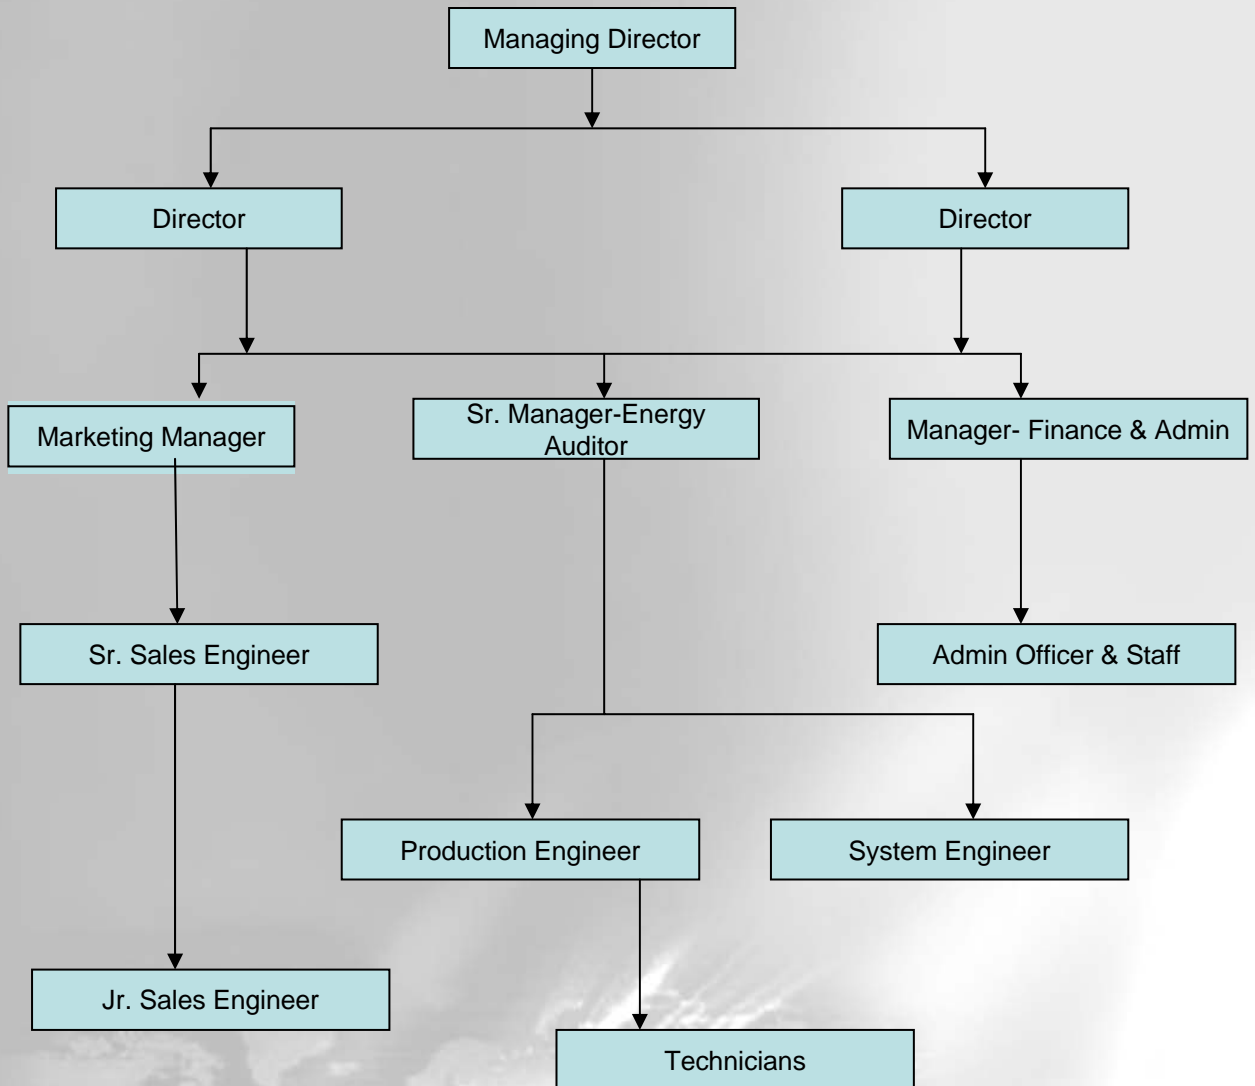 Managing Director
Director
Director
Marketing Manager
Sr. Manager-Energy
Auditor
Manager- Finance & Admin
Sr. Sales Engineer
Admin Officer & Staff
Production Engineer
System Engineer
Jr. Sales Engineer
Technicians